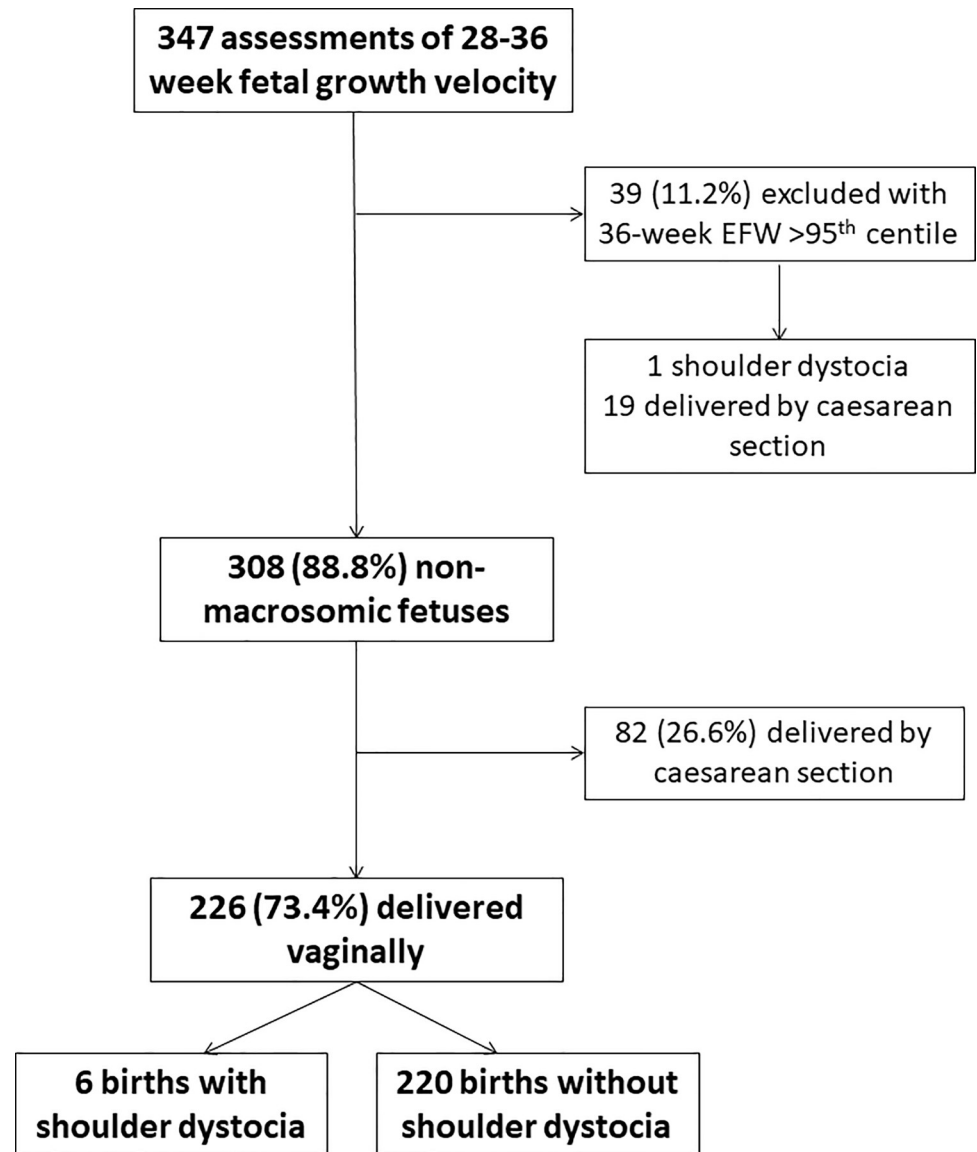 347 assessments of 28-36
week fetal growth velocity
39 (11.2%) excluded with
36-week EFW >95th centile
1 shoulder dystocia
19 delivered by caesarean
section
308 (88.8%) non-
macrosomic fetuses
82 (26.6%) delivered by
caesarean section
226 (73.4%) delivered
vaginally
6 births with
shoulder dystocia
220 births without
shoulder dystocia